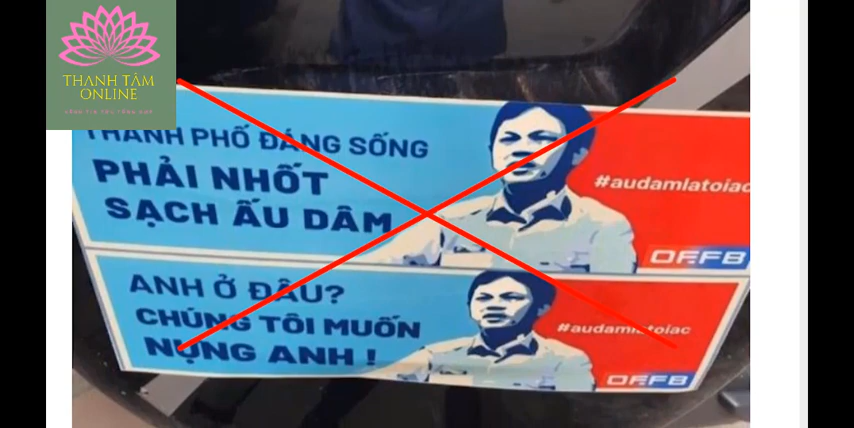 THANH TÂM
ONLINE
THÀNH PHỐ ĐÁNG SỐNG
PHẢI NHỐT
SẠCH ẤU DÂM
#audamlatoiac
OFFB
ANH Ở ĐÂU?
CHÚNG TÔI MUỐN
NỰNG ANH !
#audamlatoiac
OFFB